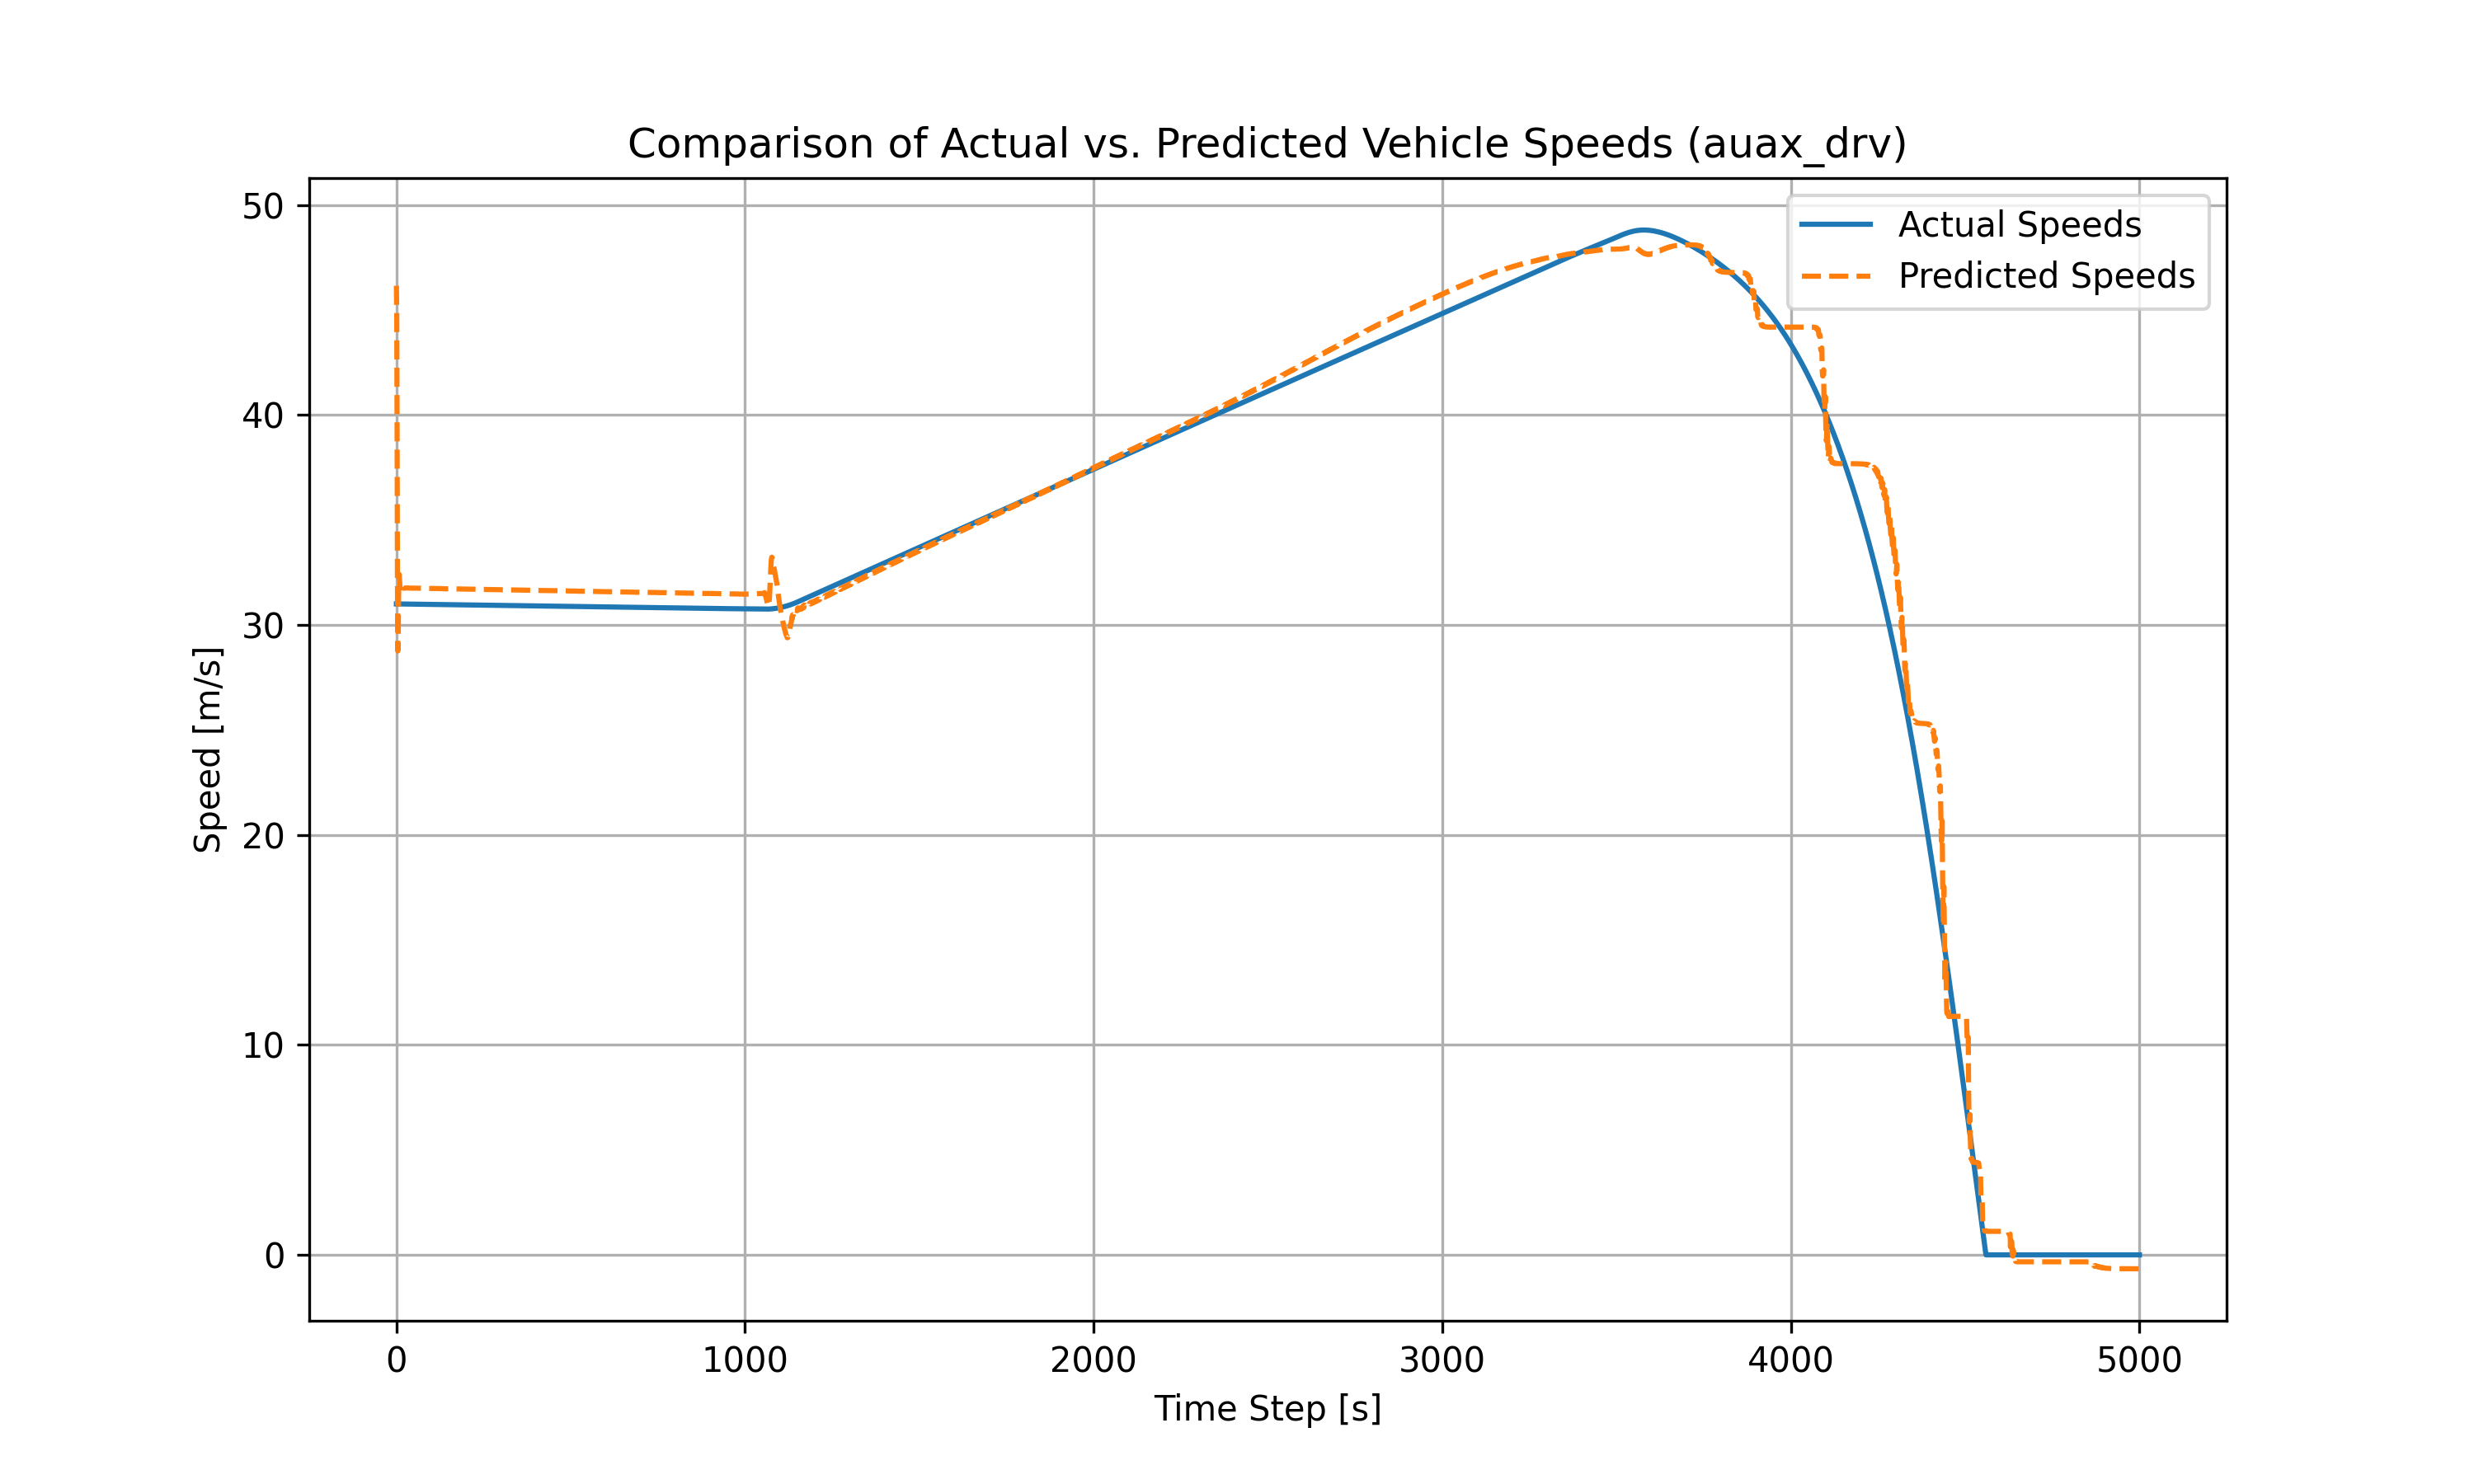 Comparison of Actual vs. Predicted Vehicle Speeds (auax_drv)
50
40
30
20
10
0
Speed [m/s]
Actual Speeds
Predicted Speeds
0 1000 2000 3000 4000 5000
Time Step [s]